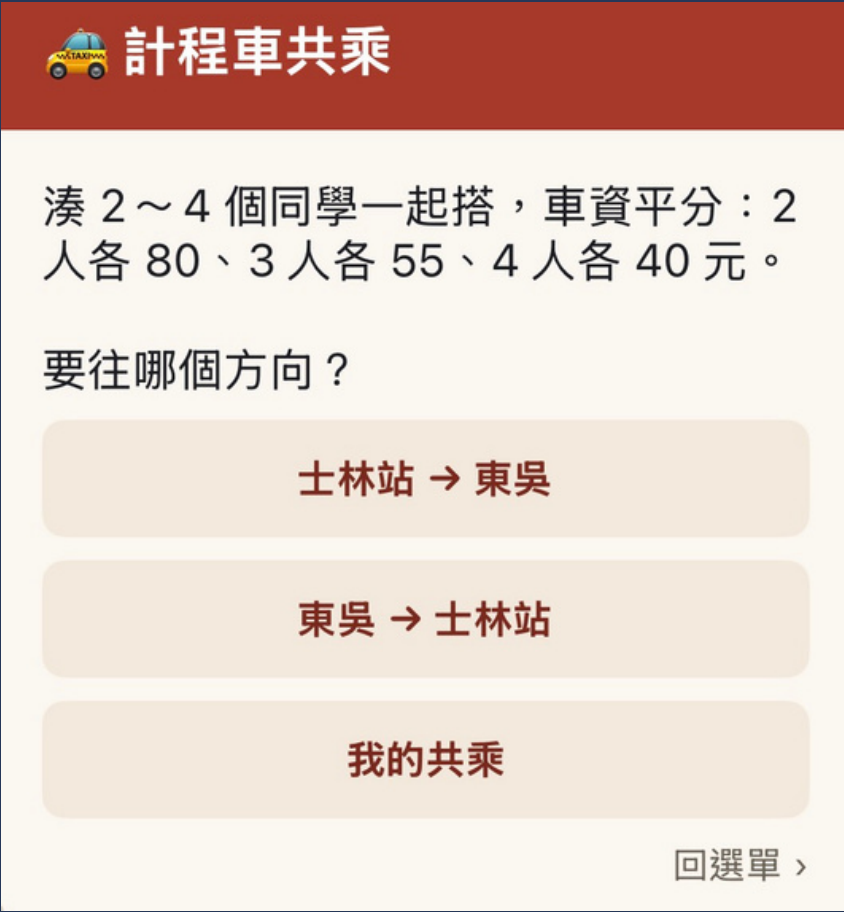 TAXI
計程車共乘
湊 2～4 個同學一起搭，車資平分：2
人各 80、3 人各 55、4 人各 40 元。
要往哪個方向？
士林站 → 東吳
東吳 → 士林站
我的共乘
回選單 ›